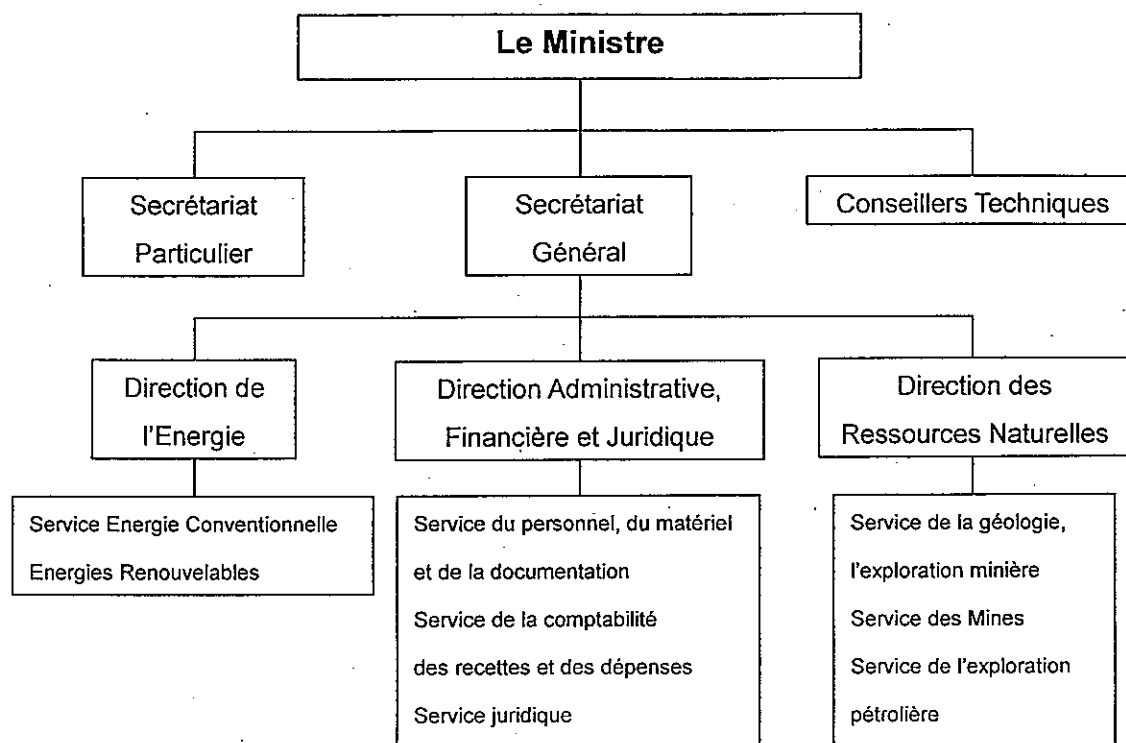 Le Ministre
Secrétariat
Particulier
Secrétariat
Général
Conseillers Techniques
Direction de
l'Energie
Direction Administrative,
Financière et Juridique
Direction des
Ressources Naturelles
Service Energie Conventionnelle
Energies Renouvelables
Service du personnel, du matériel
et de la documentation
Service de la comptabilité
des recettes et des dépenses
Service juridique
Service de la géologie,
l'exploration minière
Service des Mines
Service de l'exploration
pétrolière